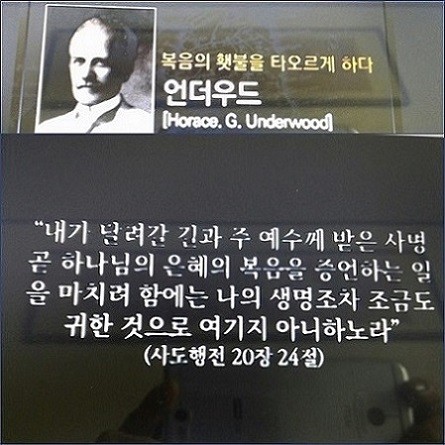 복음의 횃불을 타오르게 하다
언더우드
[Horace. G. Underwood]
“내가 달려갈 길과 주 예수께 받은 사명
곧 하나님의 은혜의 복음을 증언하는 일
을 마치려 함에는 나의 생명조차 조금도
귀한 것으로 여기지 아니하노라”
(사도행전 20장 24절)